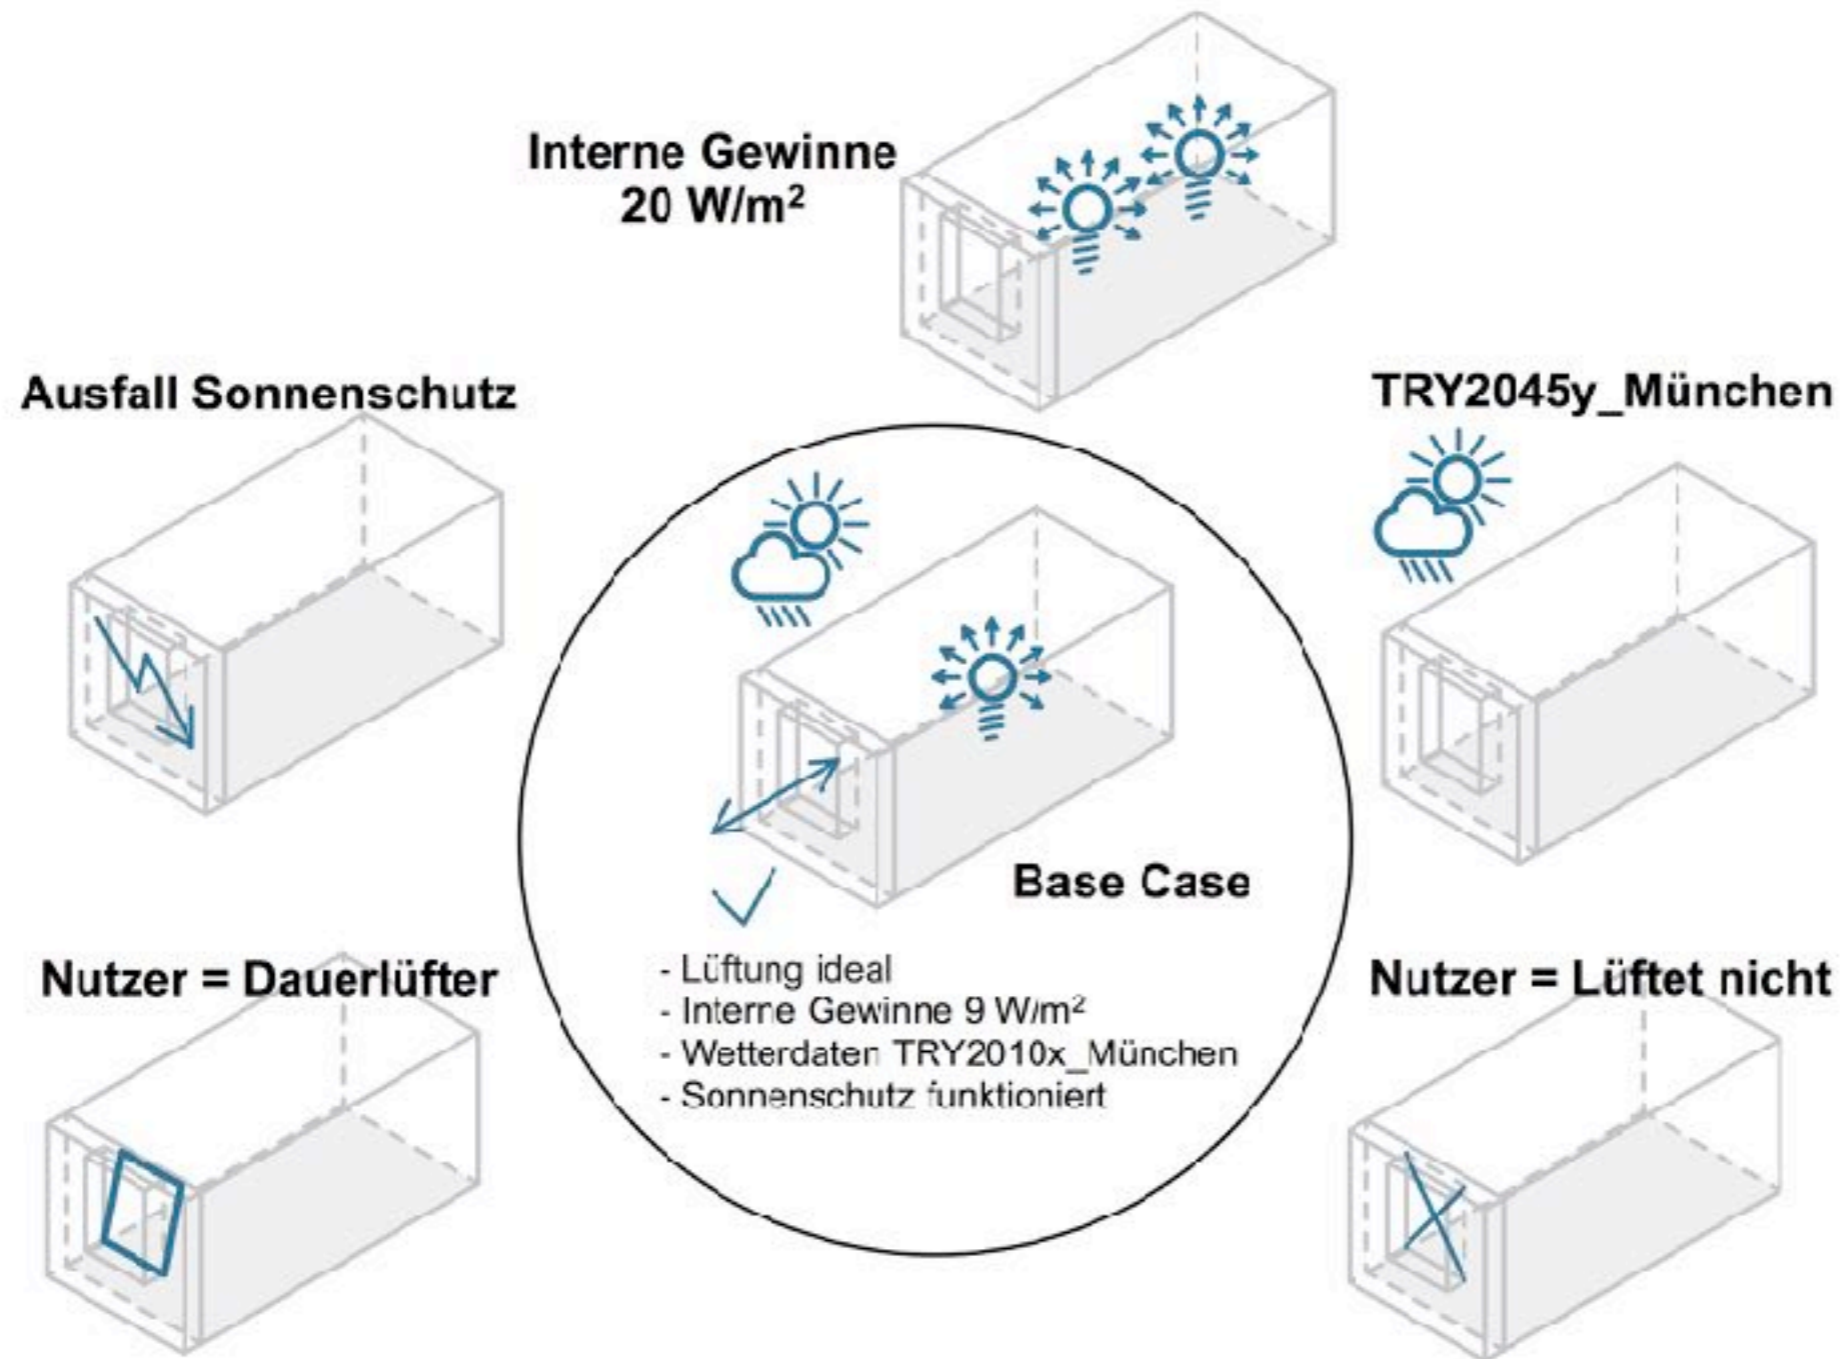 Interne Gewinne
20 W/m²
Ausfall Sonnenschutz
TRY2045y_München
Base Case
- Lüftung ideal
- Interne Gewinne 9 W/m²
- Wetterdaten TRY2010x_München
- Sonnenschutz funktioniert
Nutzer = Dauerlüfter
Nutzer = Lüftet nicht